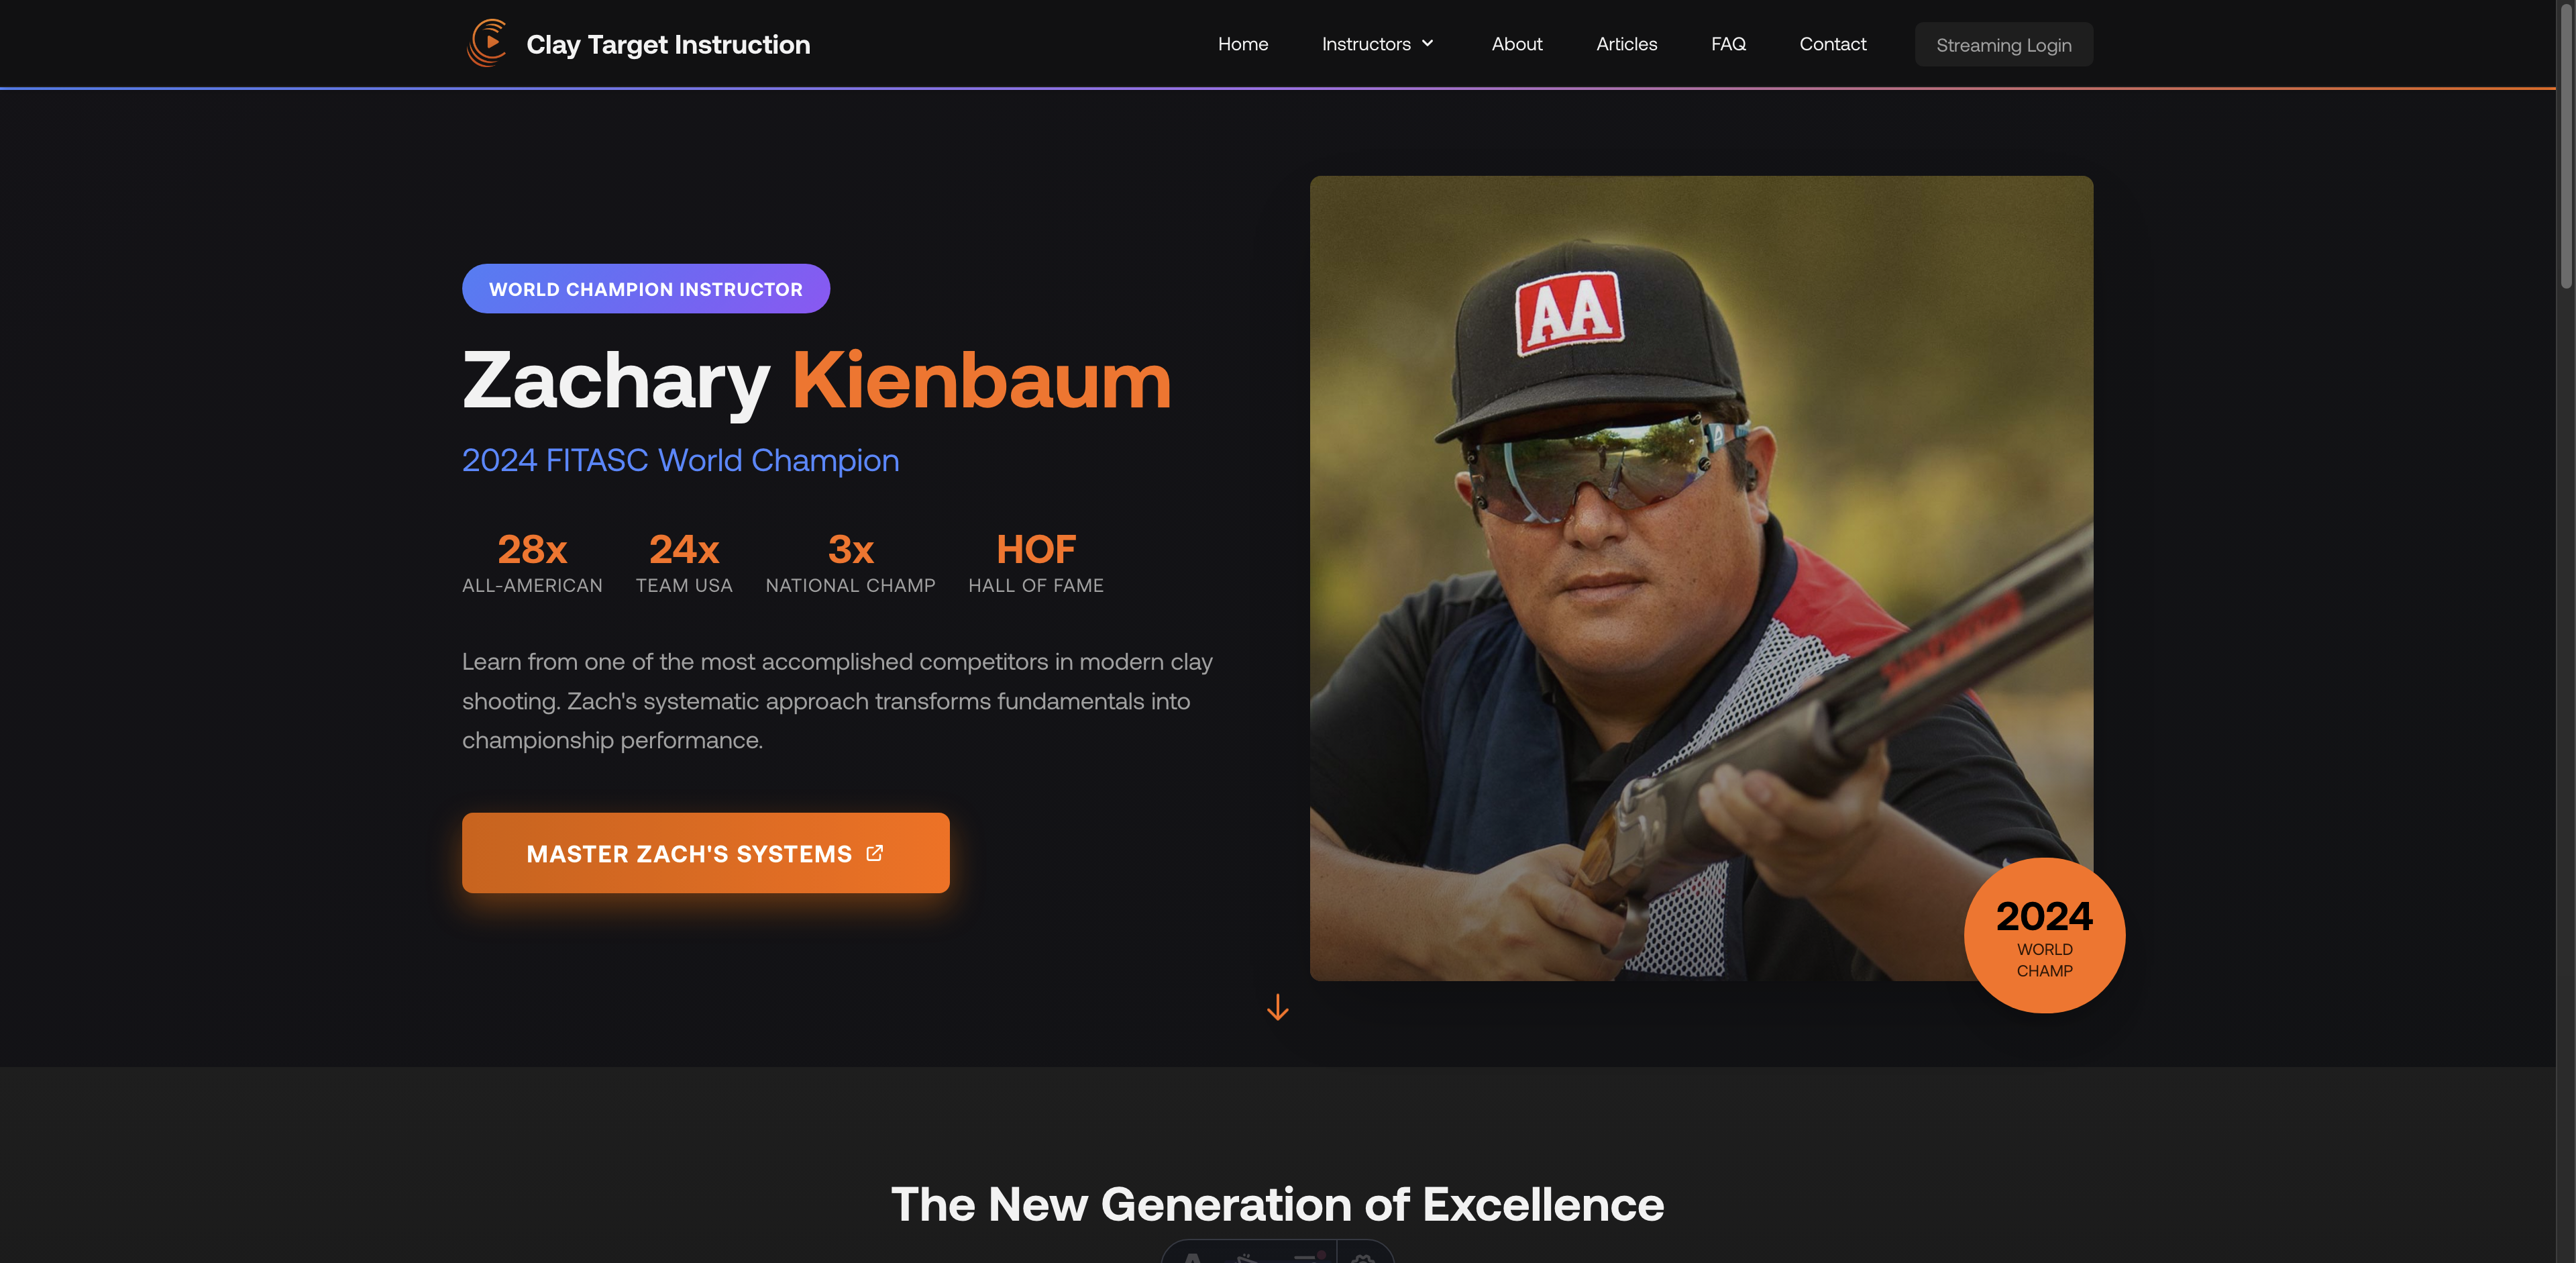 Clay Target Instruction
Home
Instructors
About
Articles
FAQ
Contact
Streaming Login
WORLD CHAMPION INSTRUCTOR
Zachary Kienbaum
2024 FITASC World Champion
28x
ALL-AMERICAN
24x
TEAM USA
3x
NATIONAL CHAMP
HOF
HALL OF FAME
Learn from one of the most accomplished competitors in modern clay
shooting. Zach's systematic approach transforms fundamentals into
championship performance.
MASTER ZACH'S SYSTEMS
AA
2024
WORLD
CHAMP
The New Generation of Excellence